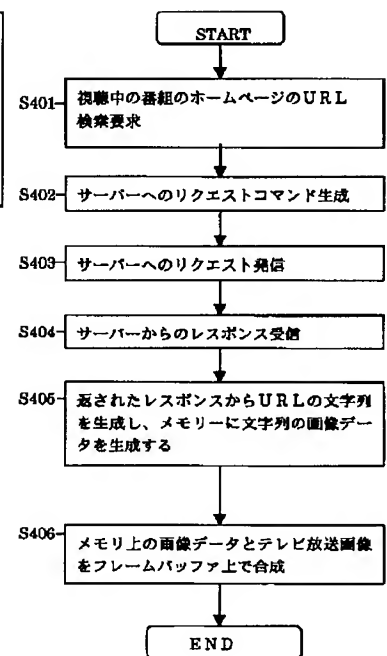 START
S401
視聴中の番組のホームページのURL
検索要求
S402
サーバーへのリクエストコマンド生成
S403
サーバーへのリクエスト発信
S404
サーバーからのレスポンス受信
S405
返されたレスポンスからURLの文字列
を生成し、メモリーに文字列の画像デー
タを生成する
S406
メモリ上の画像データとテレビ放送画像
をフレームバッファ上で合成
END